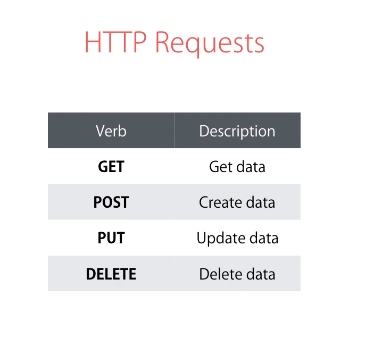 HTTP Requests
Verb Description
GET Get data
POST Create data
PUT Update data
DELETE Delete data